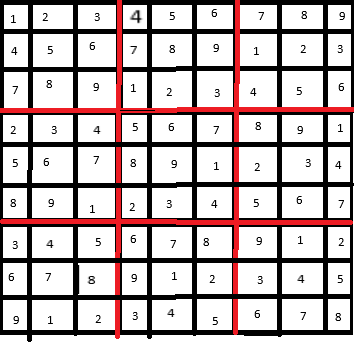 1 2 3 4 5 6 7 8 9
4 5 6 7 8 9 1 2 3
7 8 9 1 2 3 4 5 6
2 3 4 5 6 7 8 9 1
5 6 7 8 9 1 2 3 4
8 9 1 2 3 4 5 6 7
3 4 5 6 7 8 9 1 2
6 7 8 9 1 2 3 4 5
9 1 2 3 4 5 6 7 8